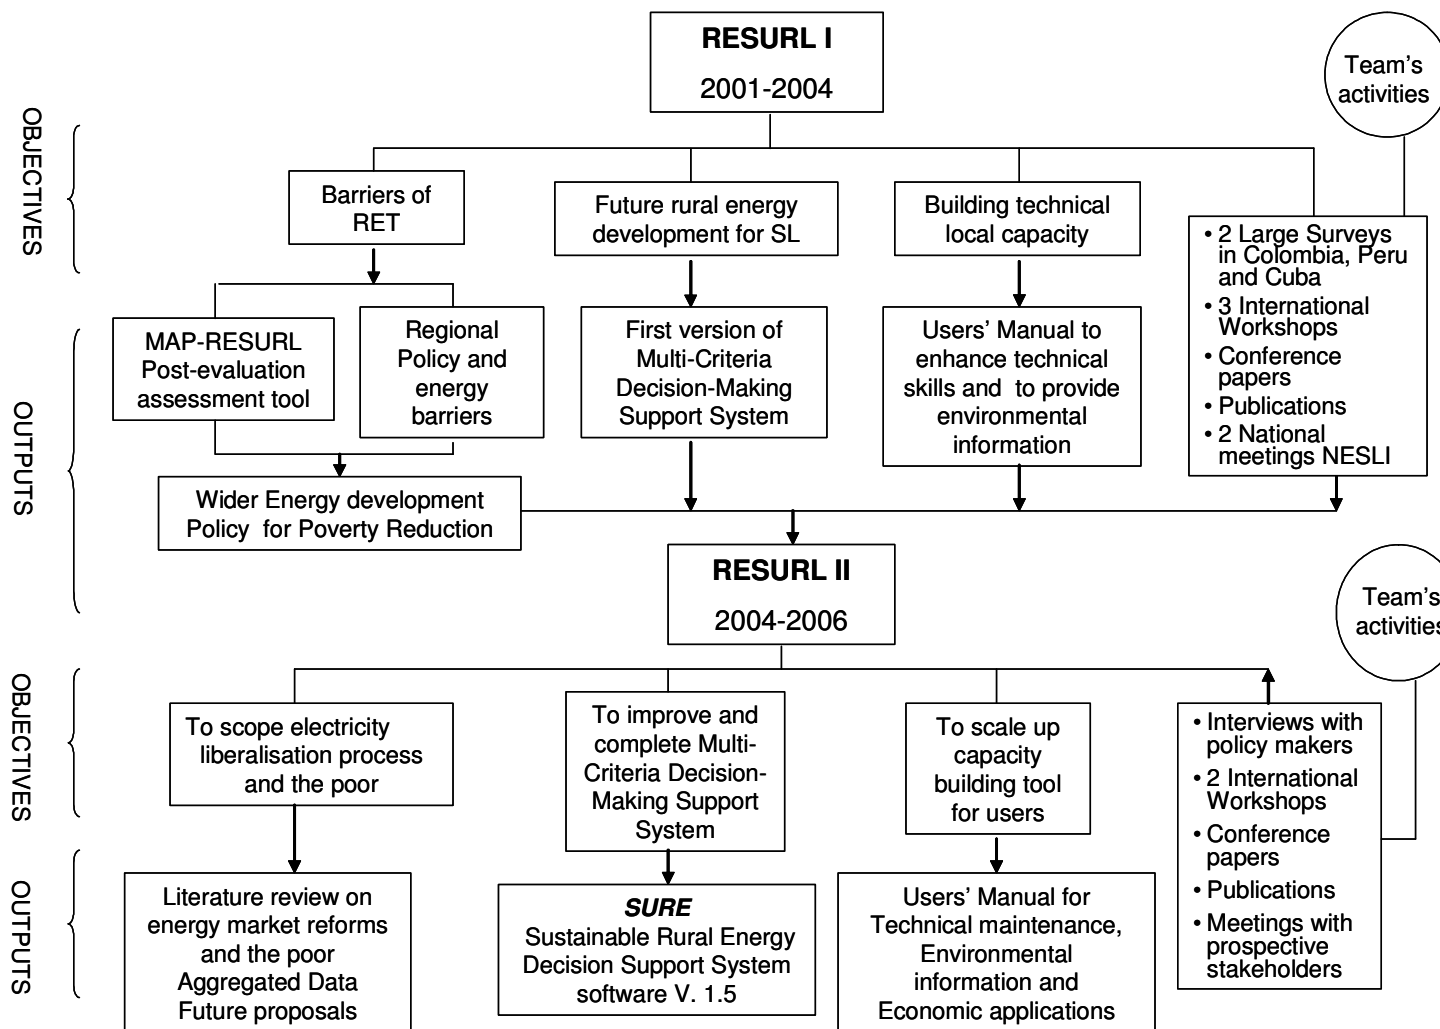 RESURL I
2001-2004
Team's
activities
OBJECTIVES
Barriers of
RET
Future rural energy
development for SL
Building technical
local capacity
• 2 Large Surveys
in Colombia, Peru
and Cuba
• 3 International
Workshops
• Conference
papers
• Publications
• 2 National
meetings NESLI
OUTPUTS
MAP-RESURL
Post-evaluation
assessment tool
Regional
Policy and
energy
barriers
First version of
Multi-Criteria
Decision-Making
Support System
Users' Manual to
enhance technical
skills and to provide
environmental
information
Wider Energy development
Policy for Poverty Reduction
RESURL II
2004-2006
Team's
activities
OBJECTIVES
To scope electricity
liberalisation process
and the poor
To improve and
complete Multi-
Criteria Decision-
Making Support
System
To scale up
capacity
building tool
for users
• Interviews with
policy makers
• 2 International
Workshops
• Conference
papers
• Publications
• Meetings with
prospective
stakeholders
OUTPUTS
Literature review on
energy market reforms
and the poor
Aggregated Data
Future proposals
SURE
Sustainable Rural Energy
Decision Support System
software V. 1.5
Users' Manual for
Technical maintenance,
Environmental
information and
Economic applications